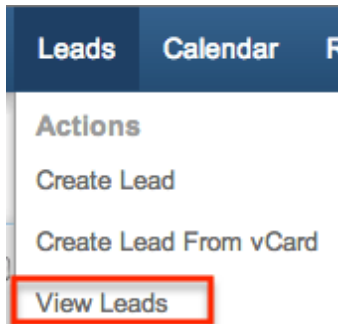 Leads Calendar R
Actions
Create Lead
Create Lead From vCard
View Leads